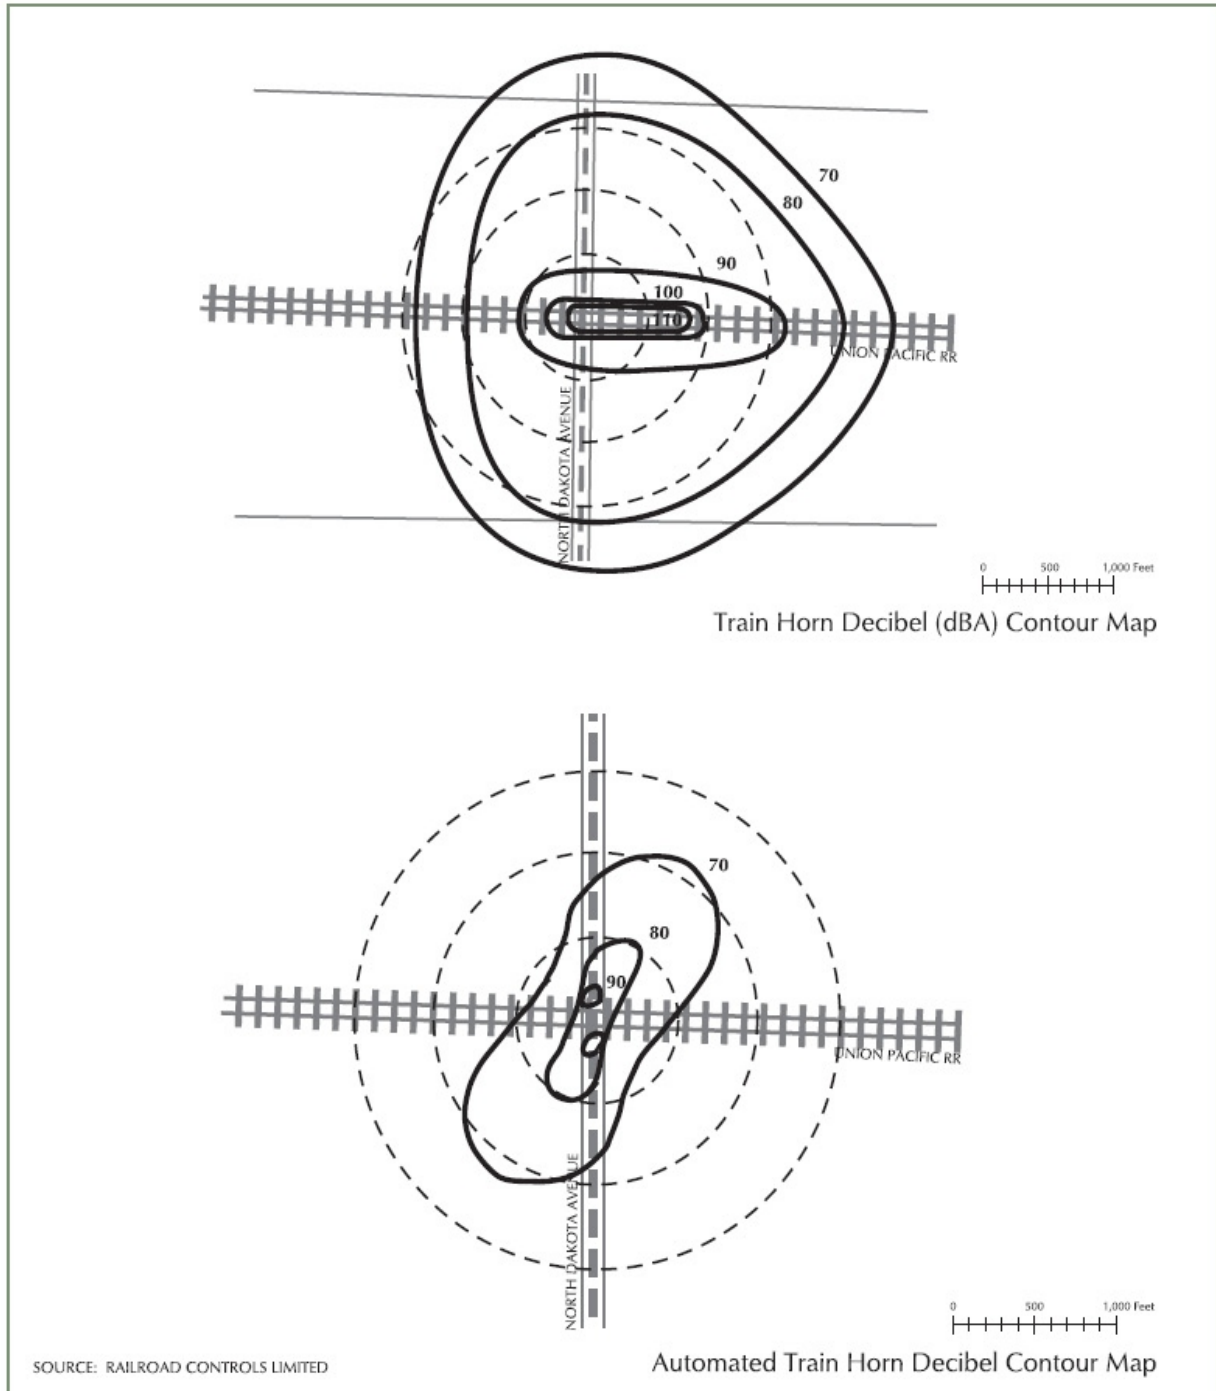 70
80
90
100
110
UNION PACIFIC RR
NORTH DAKOTA AVENUE
0 500 1,000 Feet
Train Horn Decibel (dBA) Contour Map
70
80
90
UNION PACIFIC RR
NORTH DAKOTA AVENUE
0 500 1,000 Feet
SOURCE: RAILROAD CONTROLS LIMITED
Automated Train Horn Decibel Contour Map